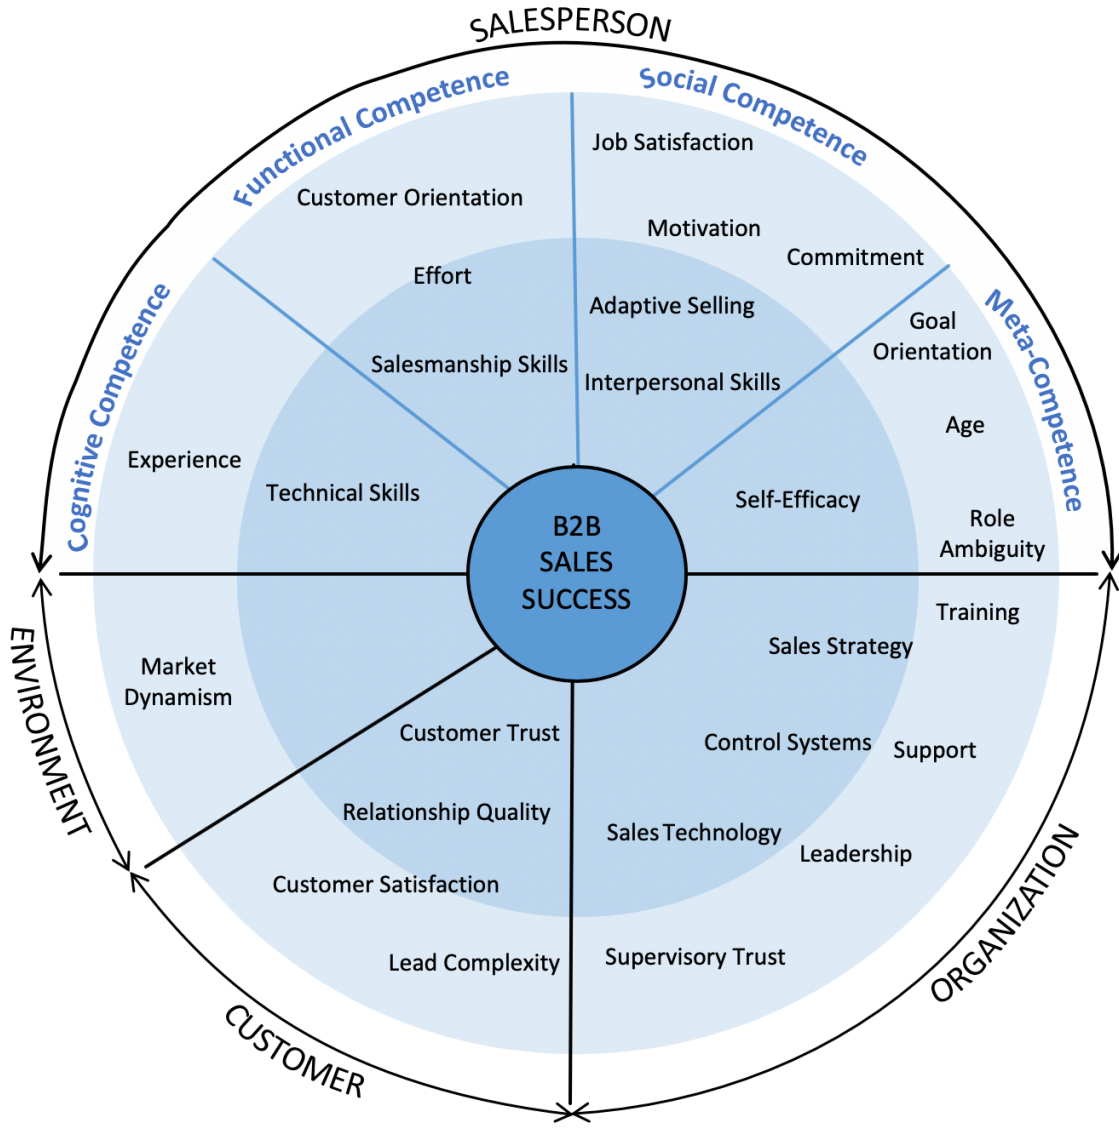 SALESPERSON
Functional Competence
Social Competence
Job Satisfaction
Customer Orientation
Motivation
Commitment
Effort
Adaptive Selling
Cognitive Competence
Meta-Competence
Goal
Orientation
Salesmanship Skills
Interpersonal Skills
Age
Experience
Technical Skills
Self-Efficacy
Role
Ambiguity
B2B
SALES
SUCCESS
Training
Sales Strategy
ENVIRONMENT
Market
Dynamism
Customer Trust
Control Systems
Support
Relationship Quality
Sales Technology
Leadership
Customer Satisfaction
ORGANIZATION
Lead Complexity
Supervisory Trust
CUSTOMER